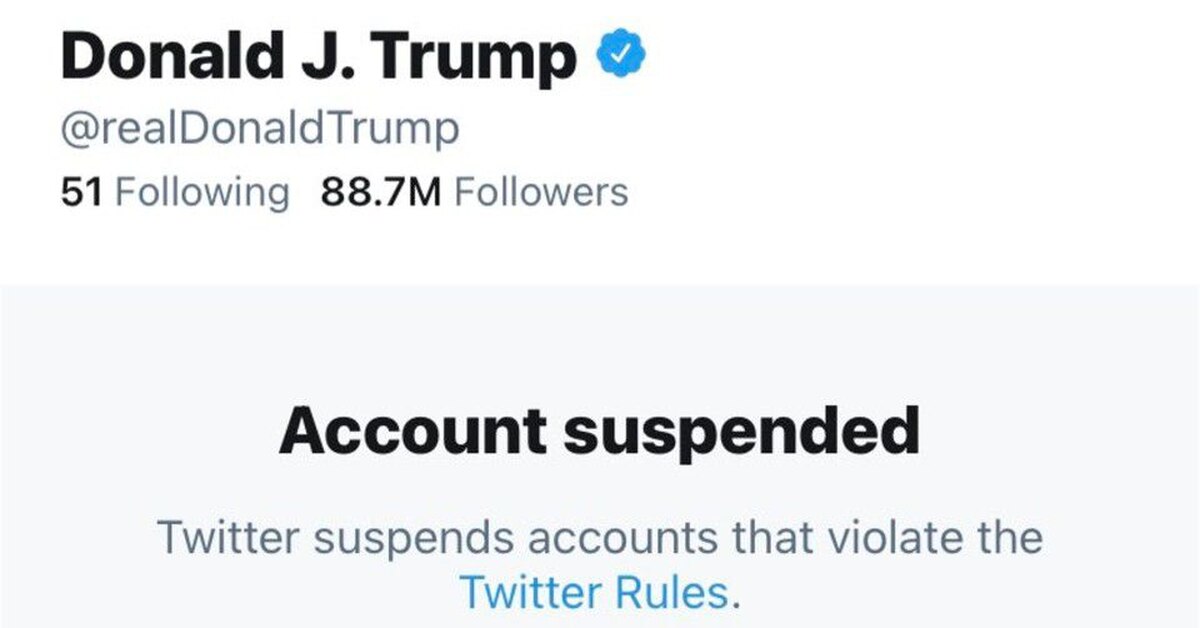 Donald J. Trump
@realDonaldTrump
51 Following 88.7M Followers
Account suspended
Twitter suspends accounts that violate the
Twitter Rules.